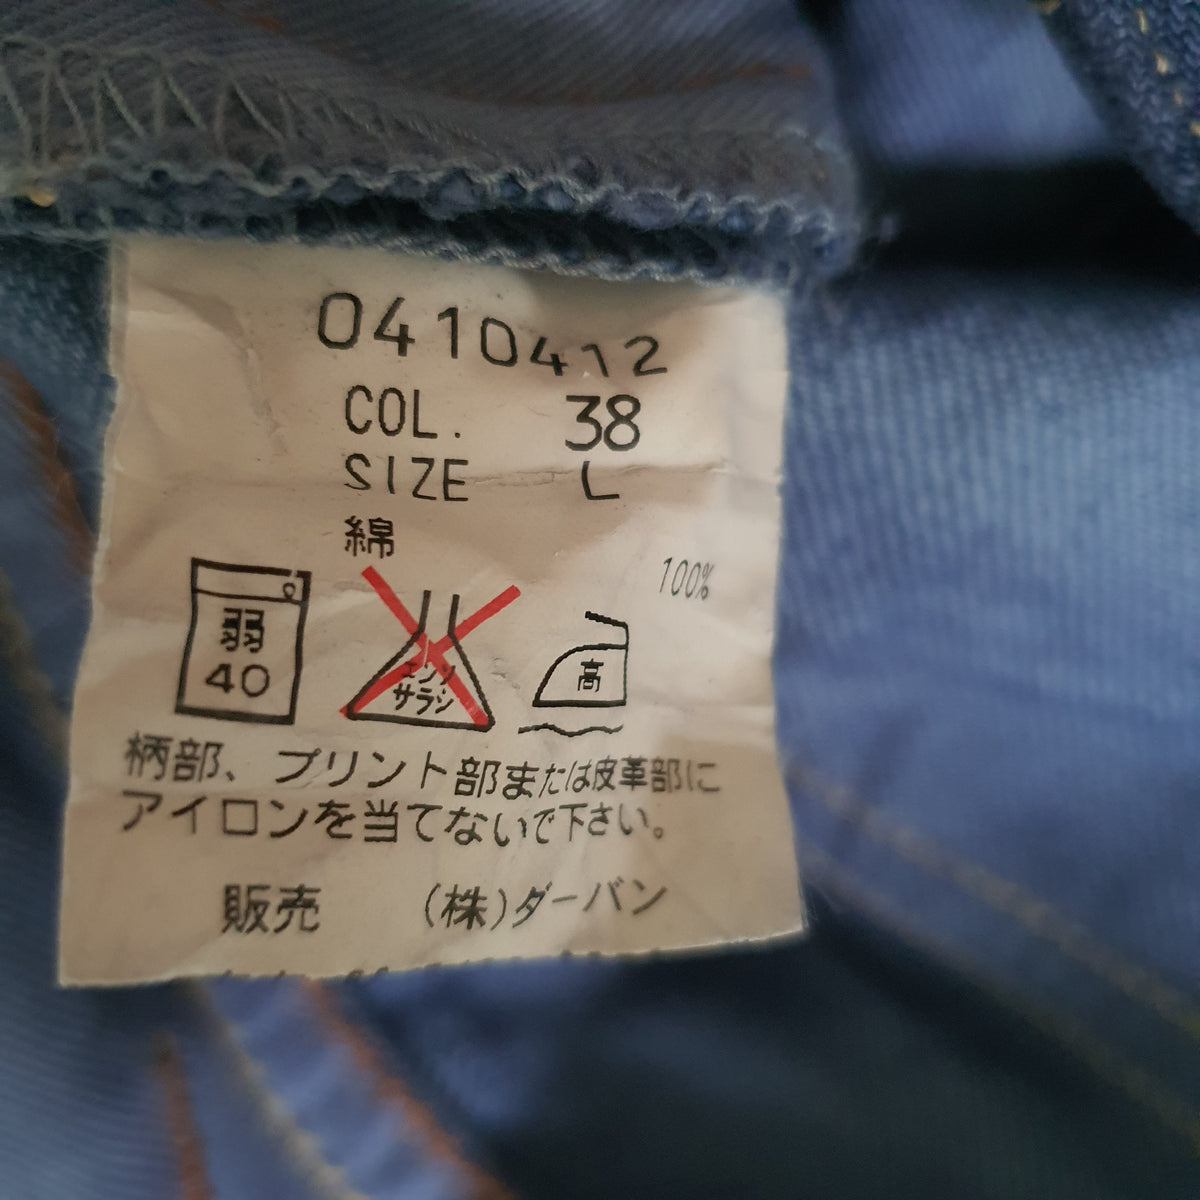 0410412
COL. 38
SIZE L
綿
100%
弱
40
エンソ
サラシ
高
柄部、プリント部または皮革部に
アイロンを当てないで下さい。
販売 (株)ダーバン